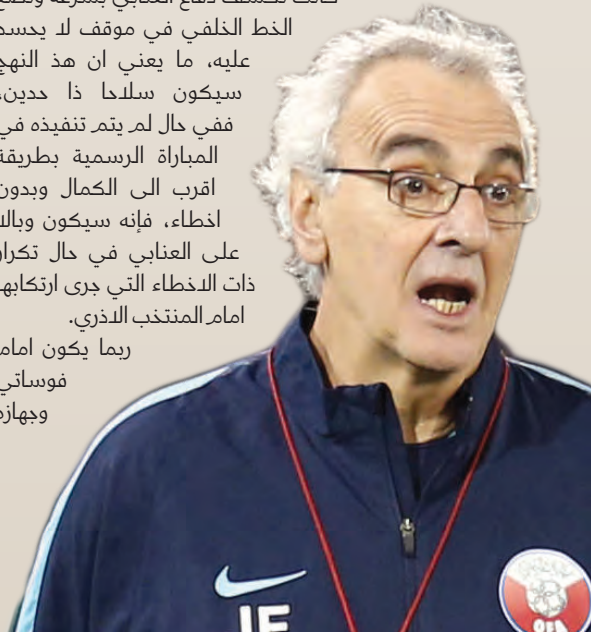 الخط الخلفي في موقف لا يحسد
عليه، ما يعني ان هذ النهج
سيكون سلاحا ذا حدين،
ففي حال لم يتم تنفيذه في
المباراة الرسمية بطريقة
اقرب الى الكمال وبدون
اخطاء، فإنه سيكون وبالا
على العنابي في حال تكرار
ذات الاخطاء التي جرى ارتكابها
امام المنتخب الاذري.
ربما يكون امام
فوساتي
وجهازه
JF
QFA